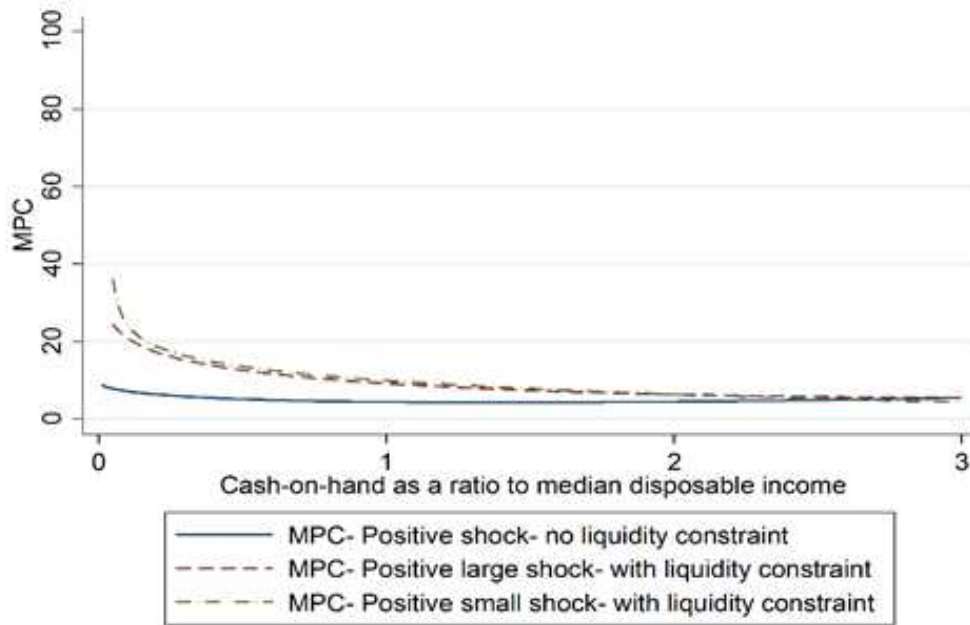 100
80
60
40
20
0
MPC
0 1 2 3
Cash-on-hand as a ratio to median disposable income
MPC- Positive shock- no liquidity constraint
MPC- Positive large shock- with liquidity constraint
MPC- Positive small shock- with liquidity constraint